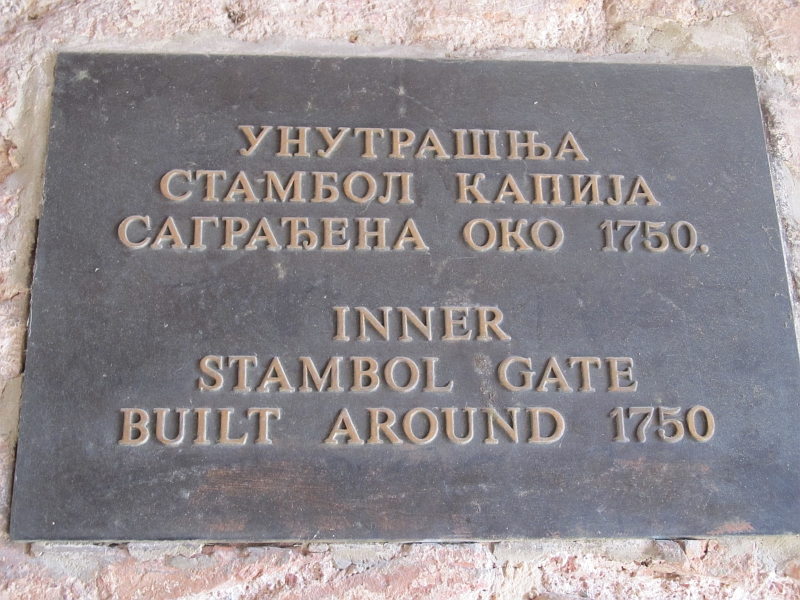 УНУТРАШЊА
СТАМБОЛ КАПИЈА
САГРАЂЕНА ОКО 1750.
INNER
STAMBOL GATE
BUILT AROUND 1750